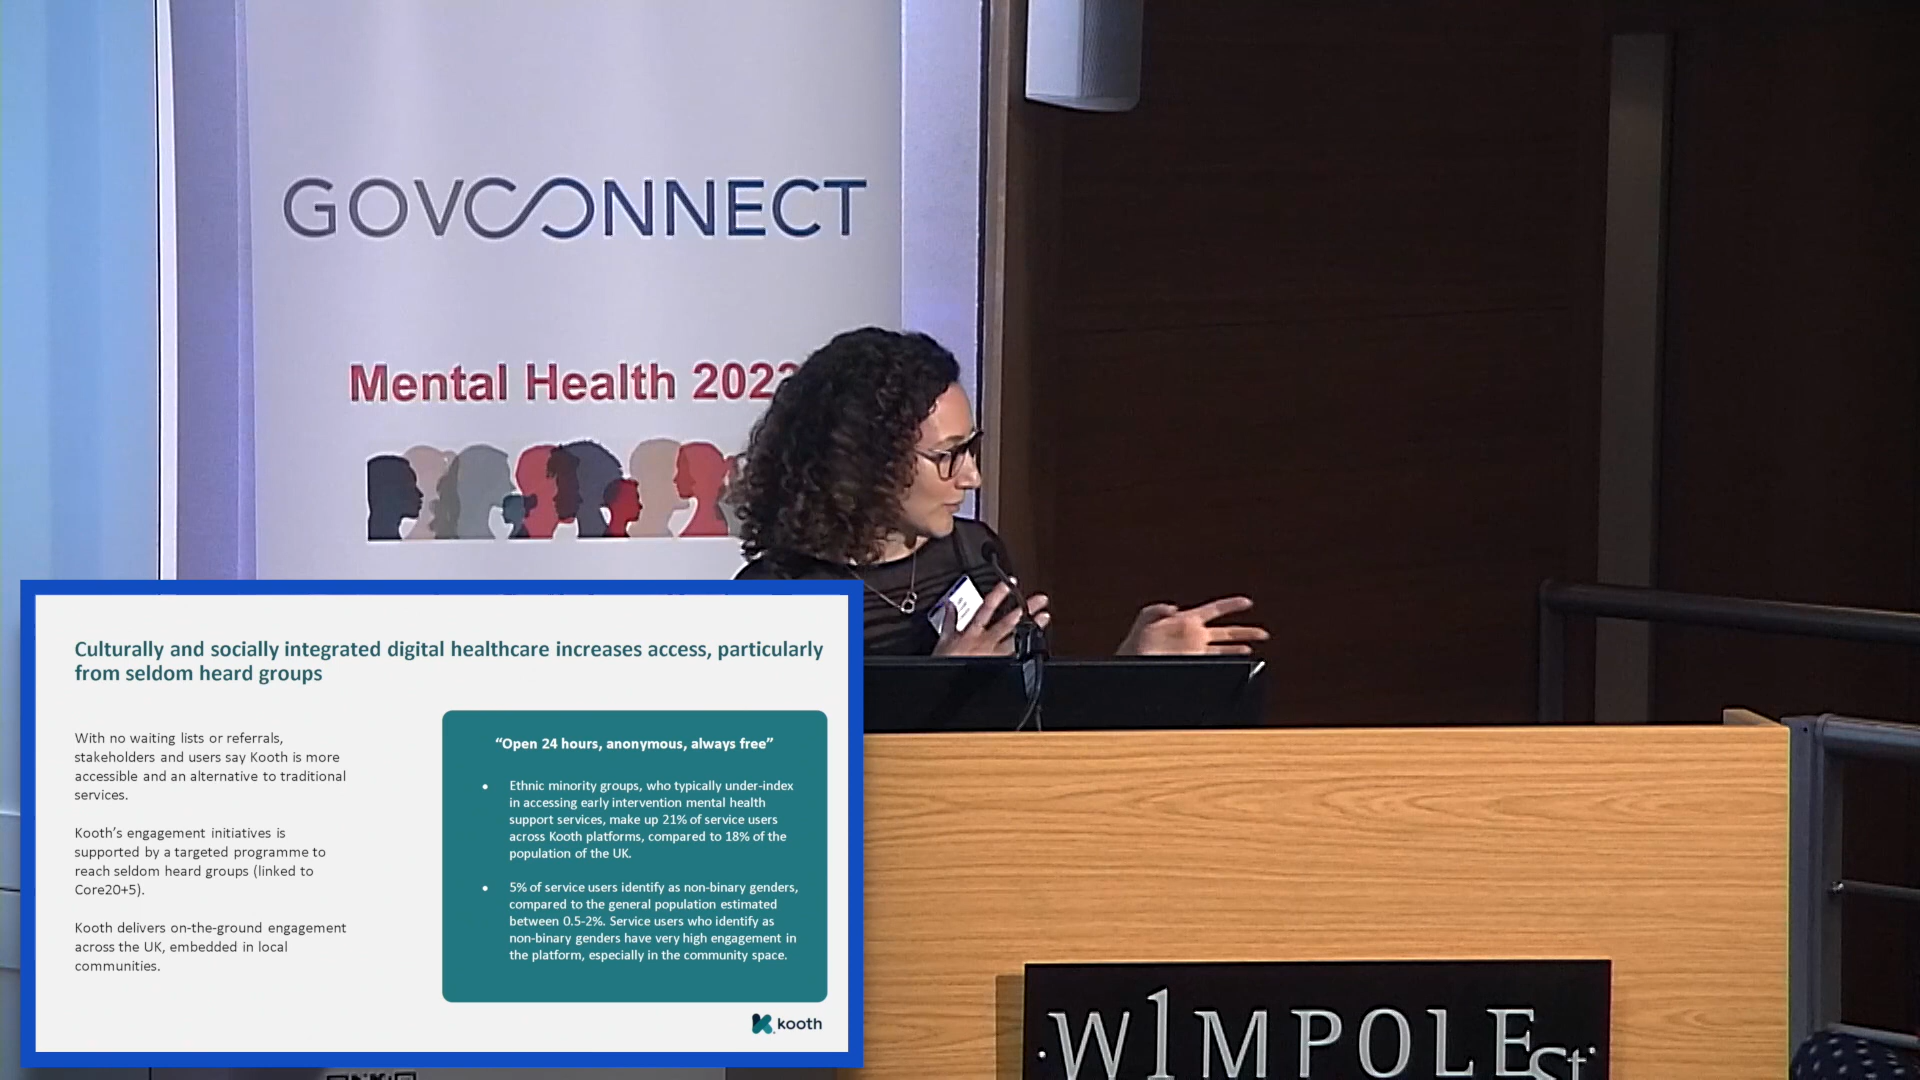 GOVCONNECT
Mental Health 202
Culturally and socially integrated digital healthcare increases access, particularly
from seldom heard groups
With no waiting lists or referrals,
stakeholders and users say Kooth is more
accessible and an alternative to traditional
services.
Kooth's engagement initiatives is
supported by a targeted programme to
reach seldom heard groups (linked to
Core20+5).
Kooth delivers on-the-ground engagement
across the UK, embedded in local
communities.
“Open 24 hours, anonymous, always free”
• Ethnic minority groups, who typically under-index
in accessing early intervention mental health
support services, make up 21% of service users
across Kooth platforms, compared to 18% of the
population of the UK.
• 5% of service users identify as non-binary genders,
compared to the general population estimated
between 0.5-2%. Service users who identify as
non-binary genders have very high engagement in
the platform, especially in the community space.
kooth
·W1MPOLE St·